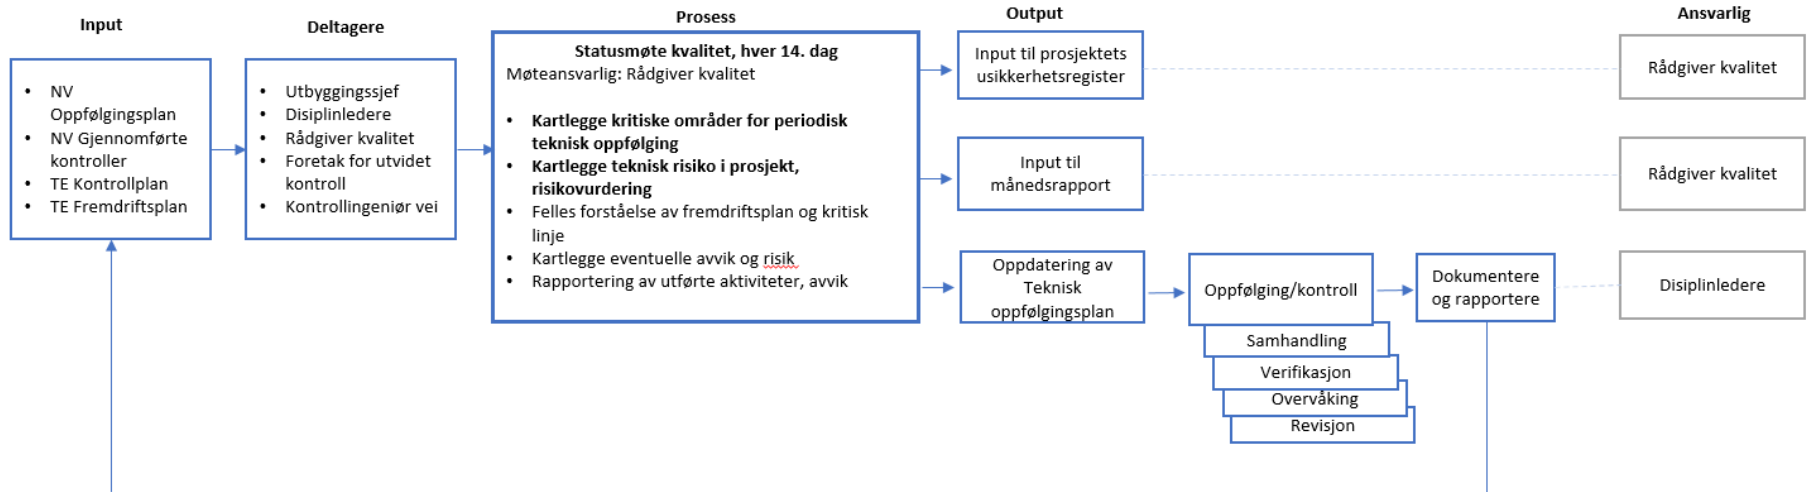 Input
• NV
Oppfølgingsplan
• NV Gjennomførte
kontroller
• TE Kontrollplan
• TE Fremdriftsplan
Deltagere
• Utbyggingssjef
• Disiplinledere
• Rådgiver kvalitet
• Foretak for utvidet
kontroll
• Kontrollingeniør vei
Prosess
Statusmøte kvalitet, hver 14. dag
Møteansvarlig: Rådgiver kvalitet
• Kartlegge kritiske områder for periodisk
teknisk oppfølging
• Kartlegge teknisk risiko i prosjekt,
risikovurdering
• Felles forståelse av fremdriftsplan og kritisk
linje
• Kartlegge eventuelle avvik og risik
• Rapportering av utførte aktiviteter, avvik
Output
Input til prosjektets
usikkerhetsregister
Input til
månedsrapport
Oppdatering av
Teknisk
oppfølgingsplan
Oppfølging/kontroll
Samhandling
Verifikasjon
Overvåking
Revisjon
Dokumentere
og rapportere
Ansvarlig
Rådgiver kvalitet
Rådgiver kvalitet
Disiplinledere